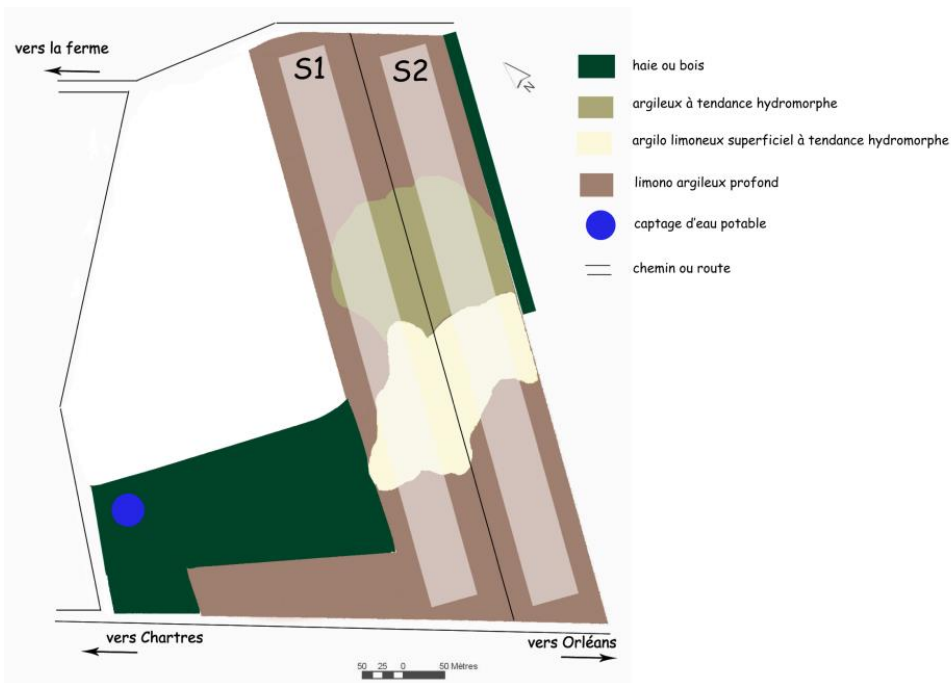 vers la ferme
S1
S2
N
haie ou bois
argileux à tendance hydromorphe
argilo limoneux superficiel à tendance hydromorphe
limono argileux profond
captage d'eau potable
chemin ou route
vers Chartres
vers Orléans
50 25 0 50 Mètres